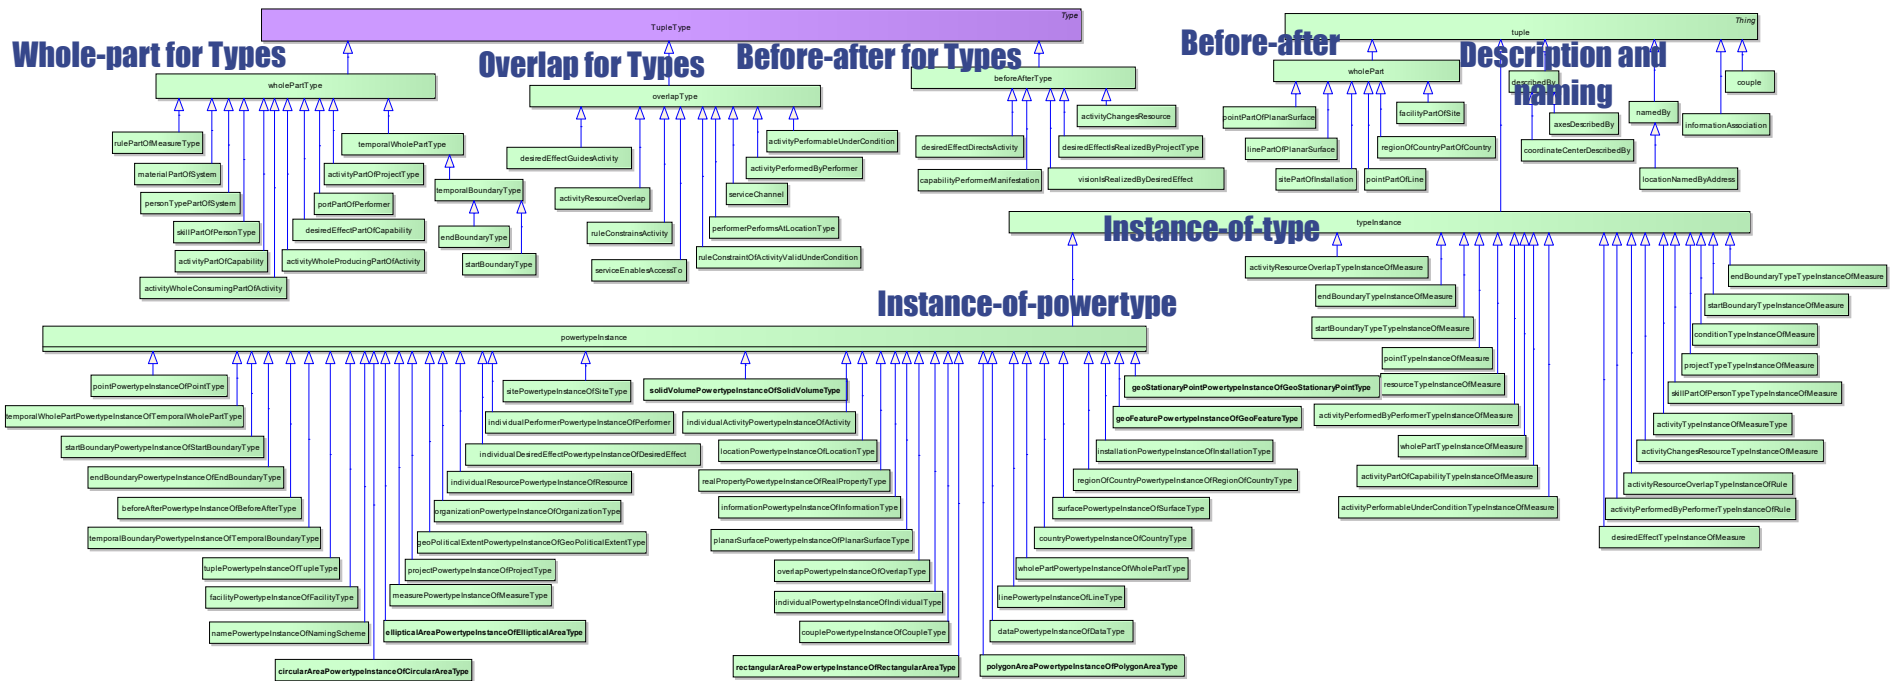 Type
TupleType
Thing
tuple
Whole-part for Types
Overlap for Types
Before-after for Types
Before-after
Description and
naming
wholePartType
overlapType
beforeAfterType
wholePart
describedBy
couple
namedBy
informationAssociation
axesDescribedBy
coordinateCenterDescribedBy
locationNamedByAddress
rulePartOfMeasureType
temporalWholePartType
materialPartOfSystem
activityPartOfProjectType
personTypePartOfSystem
portPartOfPerformer
temporalBoundaryType
skillPartOfPersonType
desiredEffectPartOfCapability
endBoundaryType
activityPartOfCapability
activityWholeProducingPartOfActivity
startBoundaryType
activityWholeConsumingPartOfActivity
desiredEffectGuidesActivity
activityPerformableUnderCondition
activityPerformedByPerformer
activityResourceOverlap
serviceChannel
ruleConstrainsActivity
performerPerformsAtLocationType
serviceEnablesAccessTo
ruleConstraintOfActivityValidUnderCondition
activityChangesResource
desiredEffectDirectsActivity
desiredEffectIsRealizedByProjectType
capabilityPerformerManifestation
visionIsRealizedByDesiredEffect
pointPartOfPlanarSurface
facilityPartOfSite
linePartOfPlanarSurface
regionOfCountryPartOfCountry
sitePartOfInstallation
pointPartOfLine
typeInstance
Instance-of-type
activityResourceOverlapTypeInstanceOfMeasure
endBoundaryTypeInstanceOfMeasure
startBoundaryTypeTypeInstanceOfMeasure
pointTypeInstanceOfMeasure
resourceTypeInstanceOfMeasure
activityPerformedByPerformerTypeInstanceOfMeasure
wholePartTypeInstanceOfMeasure
activityPartOfCapabilityTypeInstanceOfMeasure
activityPerformableUnderConditionTypeInstanceOfMeasure
endBoundaryTypeTypeInstanceOfMeasure
startBoundaryTypeInstanceOfMeasure
conditionTypeInstanceOfMeasure
projectTypeTypeInstanceOfMeasure
skillPartOfPersonTypeTypeInstanceOfMeasure
activityTypeInstanceOfMeasureType
activityChangesResourceTypeInstanceOfMeasure
activityResourceOverlapTypeInstanceOfRule
activityPerformedByPerformerTypeInstanceOfRule
desiredEffectTypeInstanceOfMeasure
Instance-of-powertype
powertypeInstance
pointPowertypeInstanceOfPointType
temporalWholePartPowertypeInstanceOfTemporalWholePartType
startBoundaryPowertypeInstanceOfStartBoundaryType
endBoundaryPowertypeInstanceOfEndBoundaryType
beforeAfterPowertypeInstanceOfBeforeAfterType
temporalBoundaryPowertypeInstanceOfTemporalBoundaryType
tuplePowertypeInstanceOfTupleType
facilityPowertypeInstanceOfFacilityType
namePowertypeInstanceOfNamingScheme
circularAreaPowertypeInstanceOfCircularAreaType
sitePowertypeInstanceOfSiteType
individualPerformerPowertypeInstanceOfPerformer
individualDesiredEffectPowertypeInstanceOfDesiredEffect
individualResourcePowertypeInstanceOfResource
organizationPowertypeInstanceOfOrganizationType
geoPoliticalExtentPowertypeInstanceOfGeoPoliticalExtentType
projectPowertypeInstanceOfProjectType
measurePowertypeInstanceOfMeasureType
ellipticalAreaPowertypeInstanceOfEllipticalAreaType
solidVolumePowertypeInstanceOfSolidVolumeType
individualActivityPowertypeInstanceOfActivity
locationPowertypeInstanceOfLocationType
realPropertyPowertypeInstanceOfRealPropertyType
informationPowertypeInstanceOfInformationType
planarSurfacePowertypeInstanceOfPlanarSurfaceType
overlapPowertypeInstanceOfOverlapType
individualPowertypeInstanceOfIndividualType
couplePowertypeInstanceOfCoupleType
rectangularAreaPowertypeInstanceOfRectangularAreaType
geoStationaryPointPowertypeInstanceOfGeoStationaryPointType
geoFeaturePowertypeInstanceOfGeoFeatureType
installationPowertypeInstanceOfInstallationType
regionOfCountryPowertypeInstanceOfRegionOfCountryType
surfacePowertypeInstanceOfSurfaceType
countryPowertypeInstanceOfCountryType
wholePartPowertypeInstanceOfWholePartType
linePowertypeInstanceOfLineType
dataPowertypeInstanceOfDataType
polygonAreaPowertypeInstanceOfPolygonAreaType